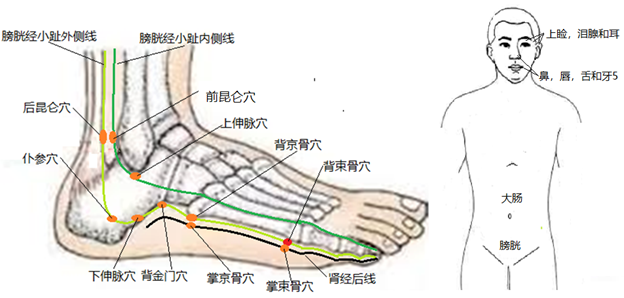 膀胱经小趾外侧线
膀胱经小趾内侧线
后昆仑穴
前昆仑穴
上伸脉穴
仆参穴
背京骨穴
背束骨穴
下伸脉穴
背金门穴
掌京骨穴
掌束骨穴
肾经后线
上睑，泪腺和耳
鼻，唇，舌和牙5
大肠
膀胱